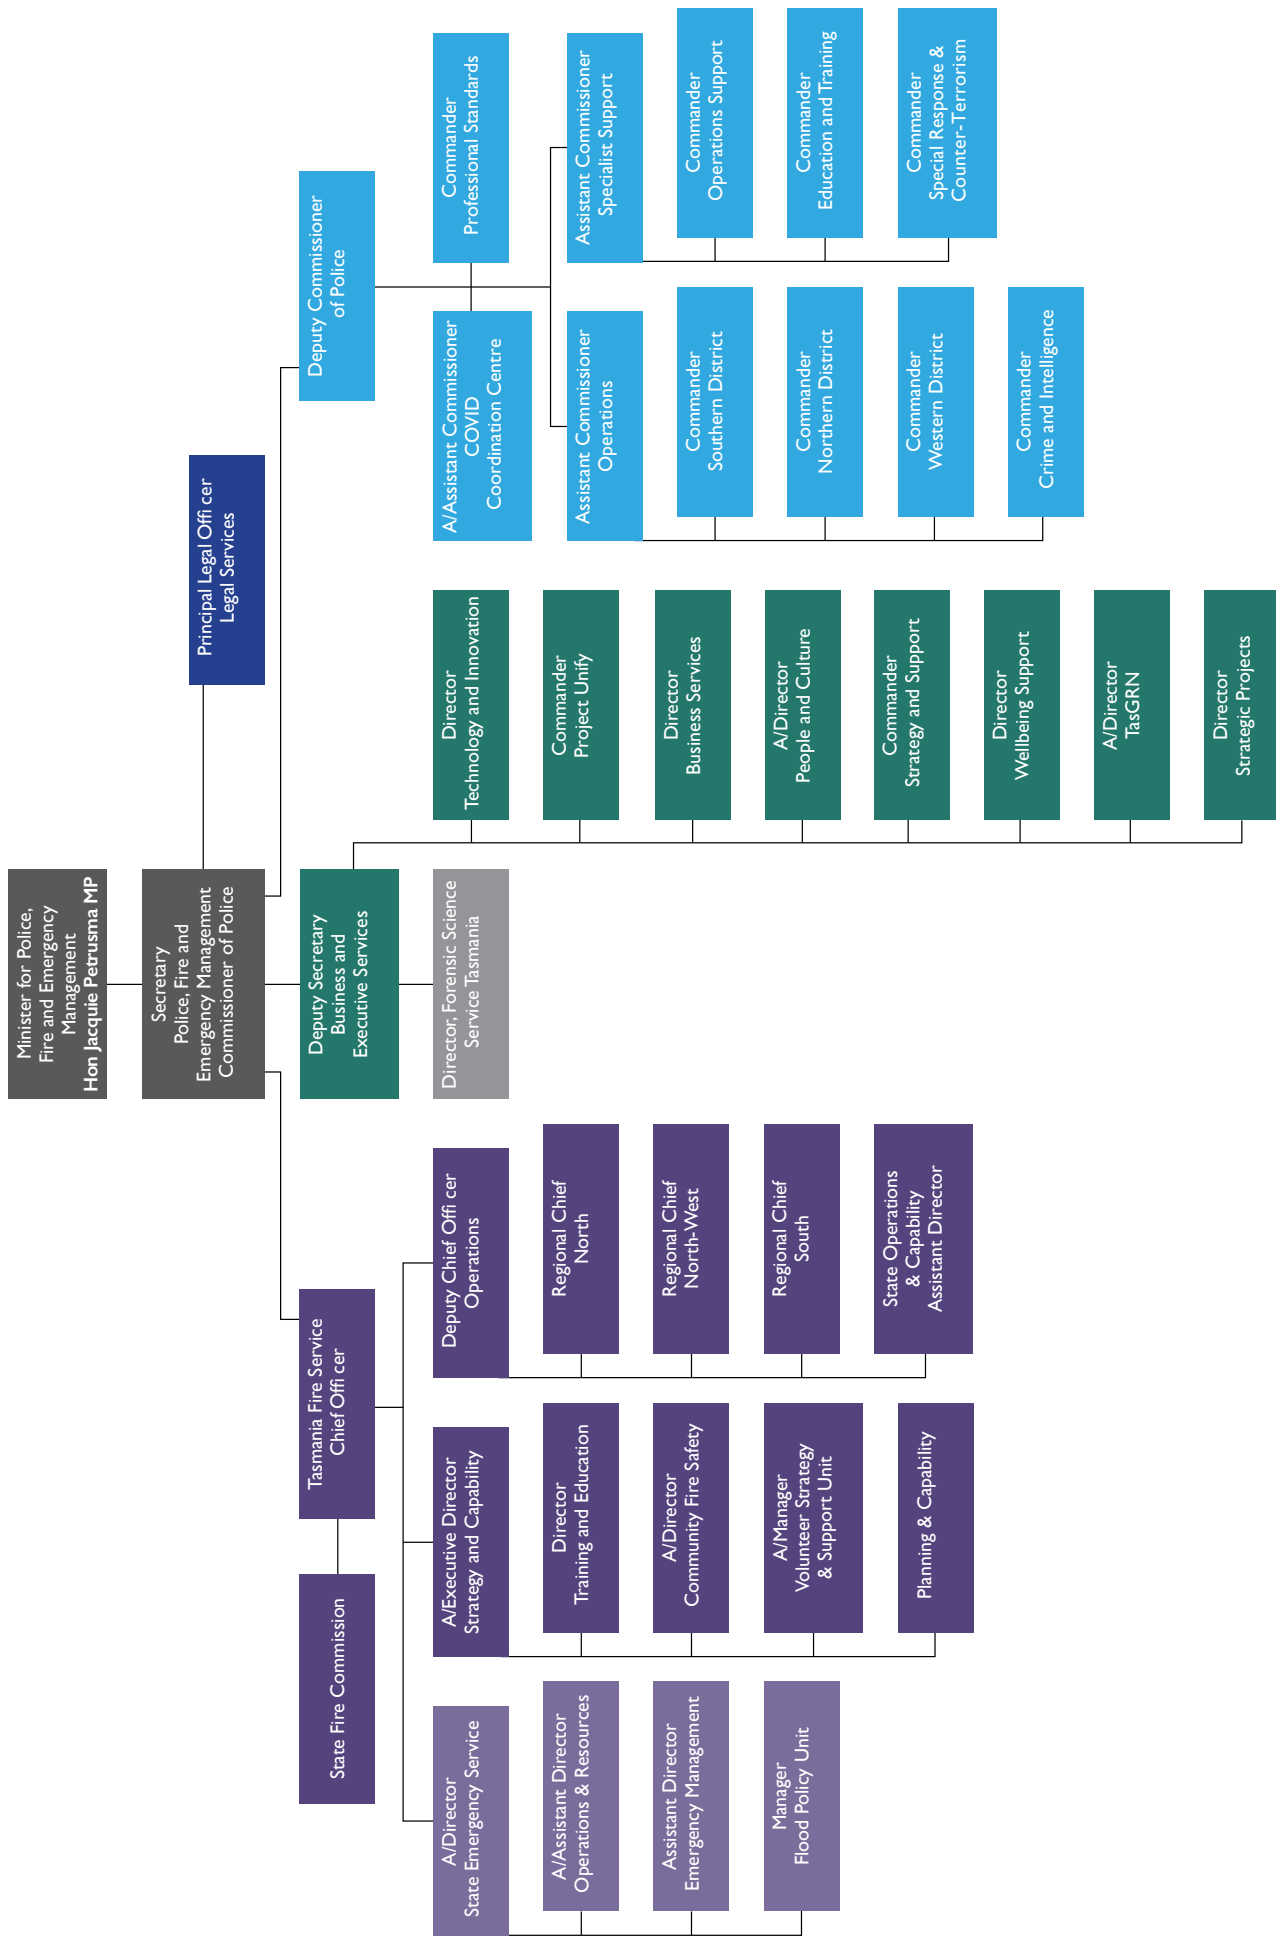 Minister for Police,
Fire and Emergency
Management
Hon Jacquie Petrusma MP
Secretary
Police, Fire and
Emergency Management
Commissioner of Police
Principal Legal Offi cer
Legal Services
Tasmania Fire Service
Chief Offi cer
State Fire Commission
Deputy Secretary
Business and
Executive Services
Deputy Commissioner
of Police
A/Director
State Emergency Service
A/Assistant Director
Operations & Resources
Assistant Director
Emergency Management
Manager
Flood Policy Unit
A/Executive Director
Strategy and Capability
Director
Training and Education
A/Director
Community Fire Safety
A/Manager
Volunteer Strategy
& Support Unit
Planning & Capability
Deputy Chief Offi cer
Operations
Regional Chief
North
Regional Chief
North-West
Regional Chief
South
State Operations
& Capability
Assistant Director
Director, Forensic Science
Service Tasmania
Director
Technology and Innovation
Commander
Project Unify
Director
Business Services
A/Director
People and Culture
Commander
Strategy and Support
Director
Wellbeing Support
A/Director
TasGRN
Director
Strategic Projects
A/Assistant Commissioner
COVID
Coordination Centre
Commander
Professional Standards
Assistant Commissioner
Operations
Commander
Southern District
Commander
Northern District
Commander
Western District
Commander
Crime and Intelligence
Assistant Commissioner
Specialist Support
Commander
Operations Support
Commander
Education and Training
Commander
Special Response &
Counter-Terrorism